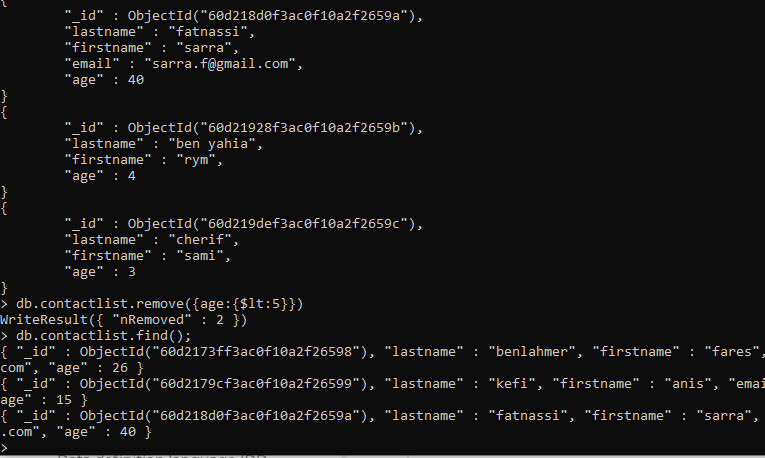 {
"_id" : ObjectId("60d218d0f3ac0f10a2f2659a"),
"lastname" : "fatnassi",
"firstname" : "sarra",
"email" : "sarra.f@gmail.com",
"age" : 40
}
{
"_id" : ObjectId("60d21928f3ac0f10a2f2659b"),
"lastname" : "ben yahia",
"firstname" : "rym",
"age" : 4
}
{
"_id" : ObjectId("60d219def3ac0f10a2f2659c"),
"lastname" : "cherif",
"firstname" : "sami",
"age" : 3
}
> db.contactlist.remove({age:{$lt:5}})
WriteResult({ "nRemoved" : 2 })
> db.contactlist.find();
{ "_id" : ObjectId("60d2173ff3ac0f10a2f26598"), "lastname" : "benlahmer", "firstname" : "fares",
com", "age" : 26 }
{ "_id" : ObjectId("60d2179cf3ac0f10a2f26599"), "lastname" : "kefi", "firstname" : "anis", "emai
age" : 15 }
{ "_id" : ObjectId("60d218d0f3ac0f10a2f2659a"), "lastname" : "fatnassi", "firstname" : "sarra",
.com", "age" : 40 }
>